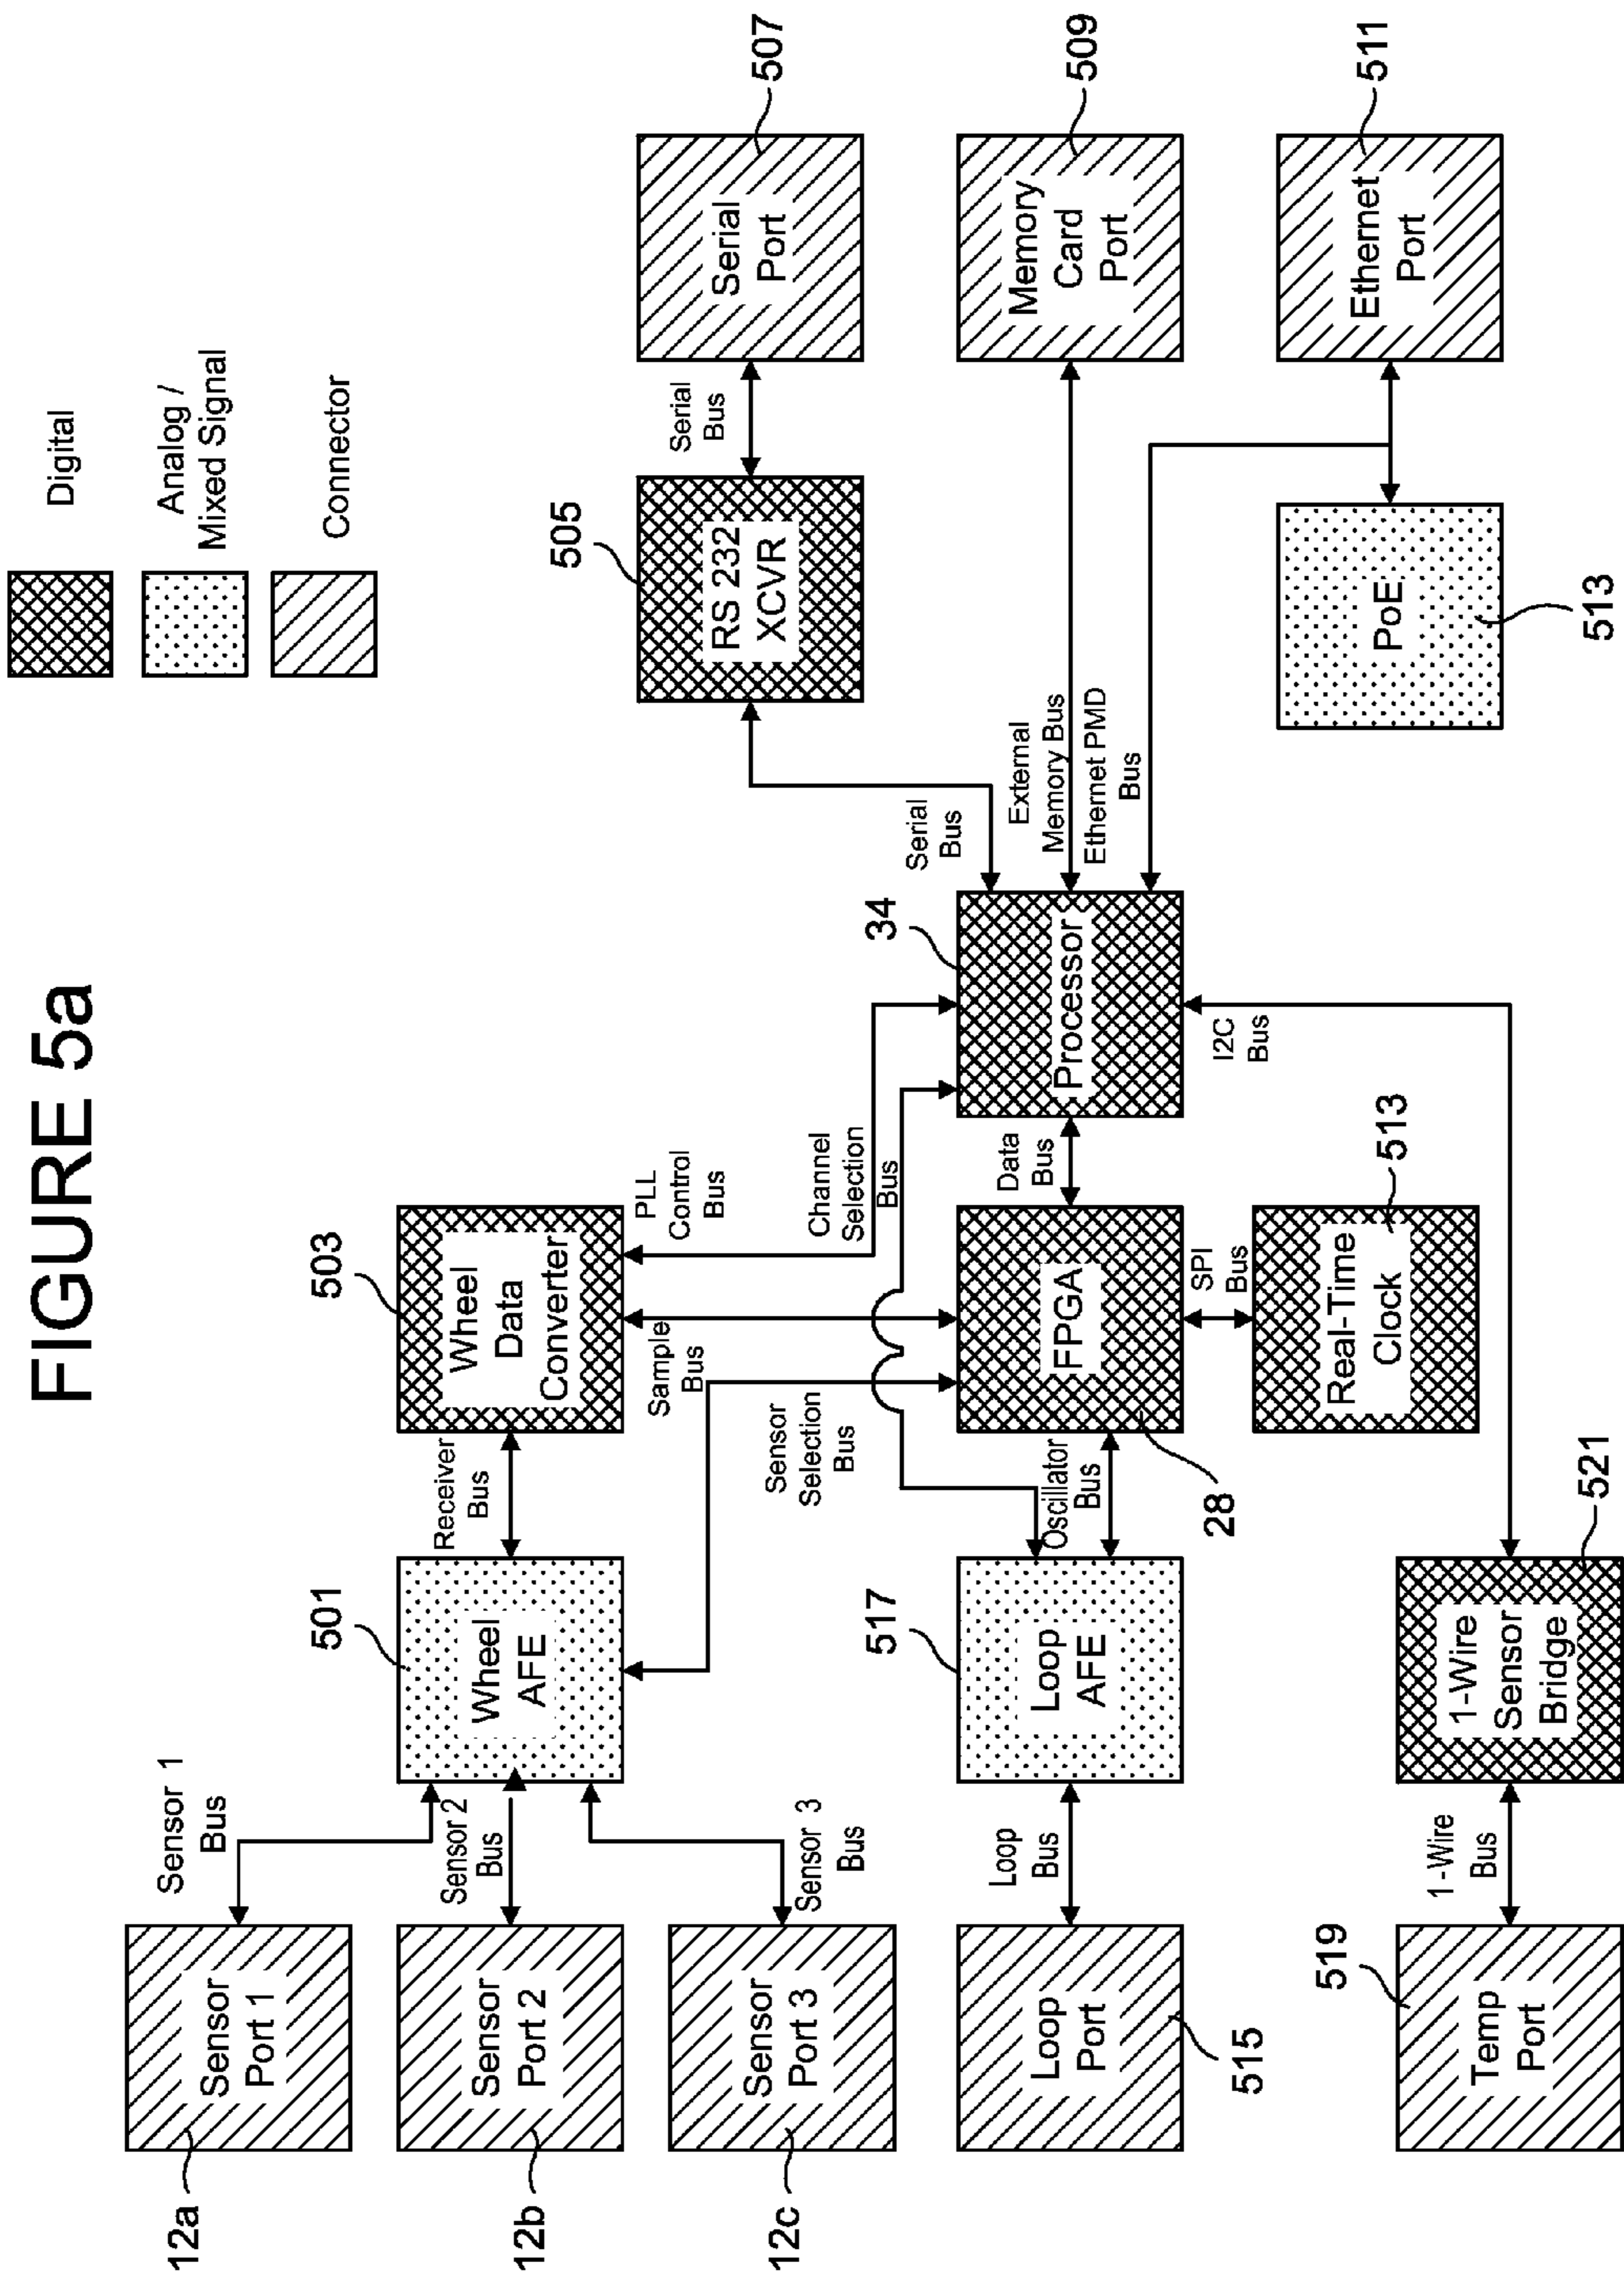 FIGURE 5a
Digital
Analog /
Mixed Signal
Connector
12a
Sensor
Port 1
Sensor 1
Bus
12b
Sensor
Port 2
Sensor 2
Bus
12c
Sensor
Port 3
Sensor 3
Bus
501
Wheel
AFE
Receiver
Bus
503
Wheel
Data
Converter
PLL
Control
Bus
Sample
Bus
Sensor
Selection
Bus
Channel
Selection
Bus
505
RS 232
XCVR
Serial
Bus
Serial
Bus
Serial
Port
507
Loop
Port
515
Loop
Bus
517
Loop
AFE
Oscillator
Bus
FPGA
28
Data
Bus
34
Processor
External
Memory Bus
Ethernet PMD
Bus
Memory
Card
Port
509
SPI
Bus
Real-Time
Clock
513
I2C
Bus
PoE
513
Ethernet
Port
511
519
Temp
Port
1-Wire
Bus
1-Wire
Sensor
Bridge
521